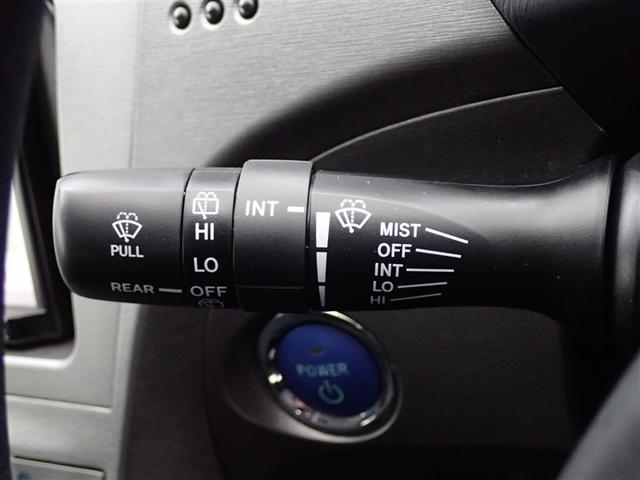 PULL
REAR
HI
LO
OFF
INT
MIST
OFF
INT
LO
HI
POWER